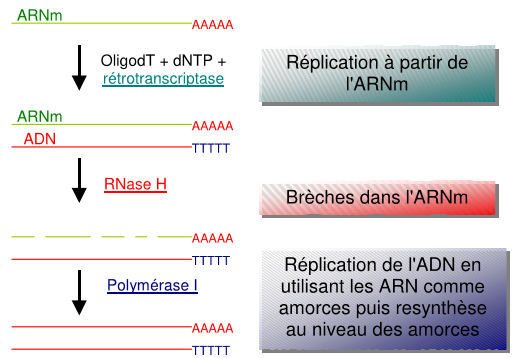 ARNm
AAAAA
OligodT + dNTP +
rétrotranscriptase
Réplication à partir de
l'ARNm
ARNm
AAAAA
ADN
TTTTT
RNase H
Brèches dans l'ARNm
AAAAA
TTTTT
Polymérase I
Réplication de l'ADN en
utilisant les ARN comme
amorces puis resynthèse
au niveau des amorces
AAAAA
TTTTT